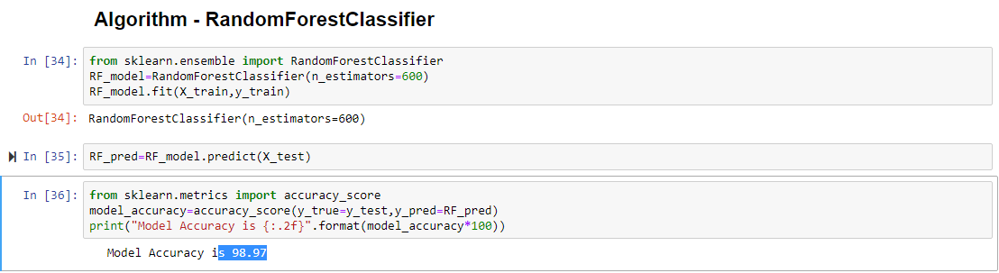 Algorithm - RandomForestClassifier
In [34]: from sklearn.ensemble import RandomForestClassifier
RF_model=RandomForestClassifier(n_estimators=600)
RF_model.fit(X_train,y_train)
Out[34]: RandomForestClassifier(n_estimators=600)
In [35]: RF_pred=RF_model.predict(X_test)
In [36]: from sklearn.metrics import accuracy_score
model_accuracy=accuracy_score(y_true=y_test,y_pred=RF_pred)
print("Model Accuracy is {:.2f}".format(model_accuracy*100))
Model Accuracy is 98.97